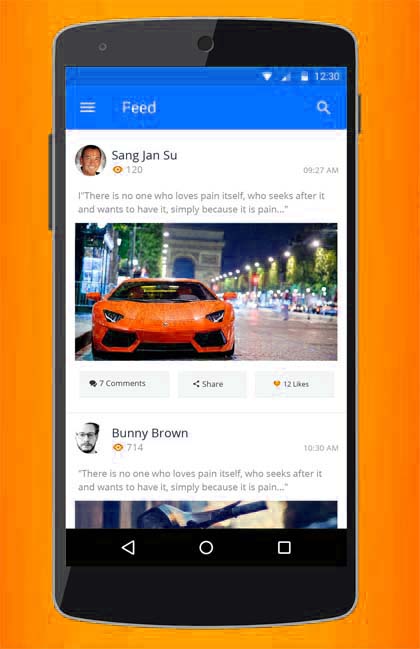 12:30
Feed
Sang Jan Su
120
09:27 AM
I"There is no one who loves pain itself, who seeks after it
and wants to have it, simply because it is pain..."
7 Comments
Share
12 Likes
Bunny Brown
714
10:30 AM
"There is no one who loves pain itself, who seeks after it
and wants to have it, simply because it is pain..."